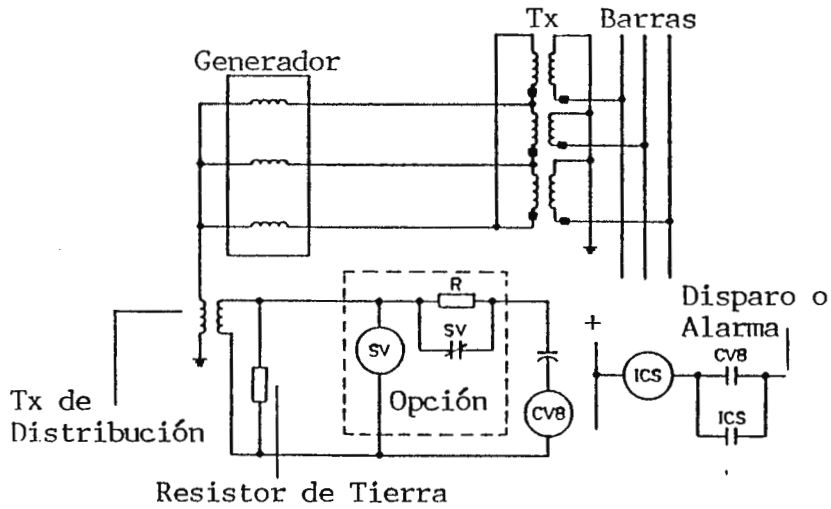 Tx
Barras
Generador
R
SV
SV
Opción
CV8
Tx de
Distribución
Resistor de Tierra
+
Disparo o
Alarma
ICS
CV8
ICS